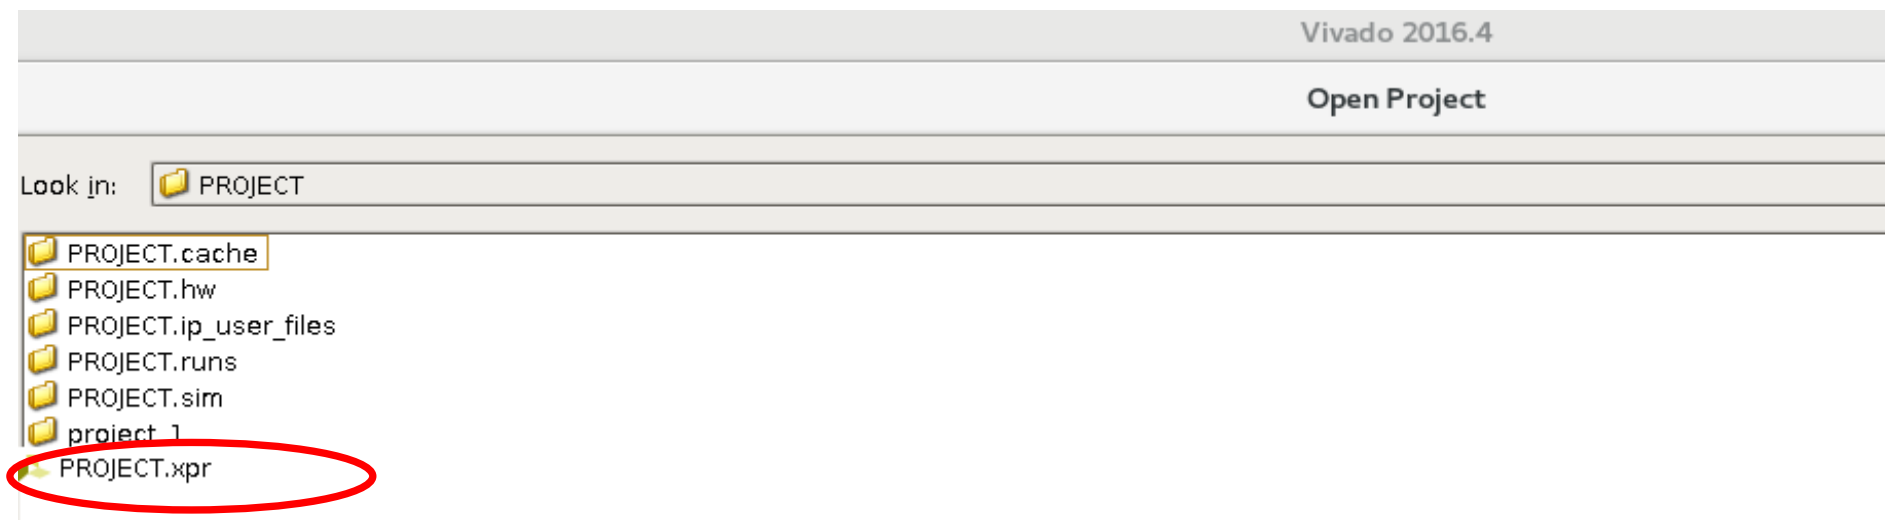 Vivado 2016.4
Open Project
Look in: PROJECT
PROJECT.cache
PROJECT.hw
PROJECT.ip_user_files
PROJECT.runs
PROJECT.sim
project_1
PROJECT.xpr